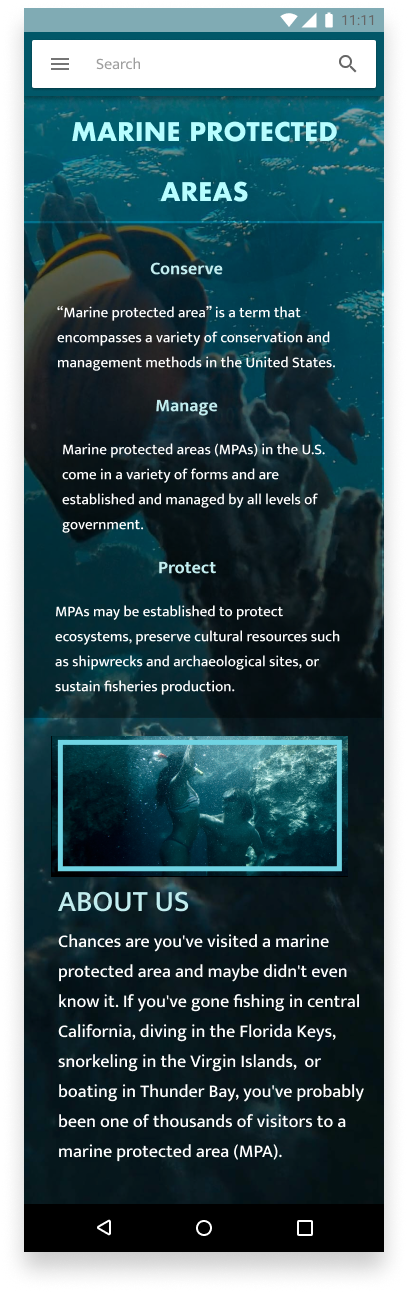 11:11
Search
MARINE PROTECTED
AREAS
Conserve
“Marine protected area” is a term that
encompasses a variety of conservation and
management methods in the United States.
Manage
Marine protected areas (MPAs) in the U.S.
come in a variety of forms and are
established and managed by all levels of
government.
Protect
MPAs may be established to protect
ecosystems, preserve cultural resources such
as shipwrecks and archaeological sites, or
sustain fisheries production.
ABOUT US
Chances are you've visited a marine
protected area and maybe didn't even
know it. If you've gone fishing in central
California, diving in the Florida Keys,
snorkeling in the Virgin Islands,  or
boating in Thunder Bay, you've probably
been one of thousands of visitors to a
marine protected area (MPA).